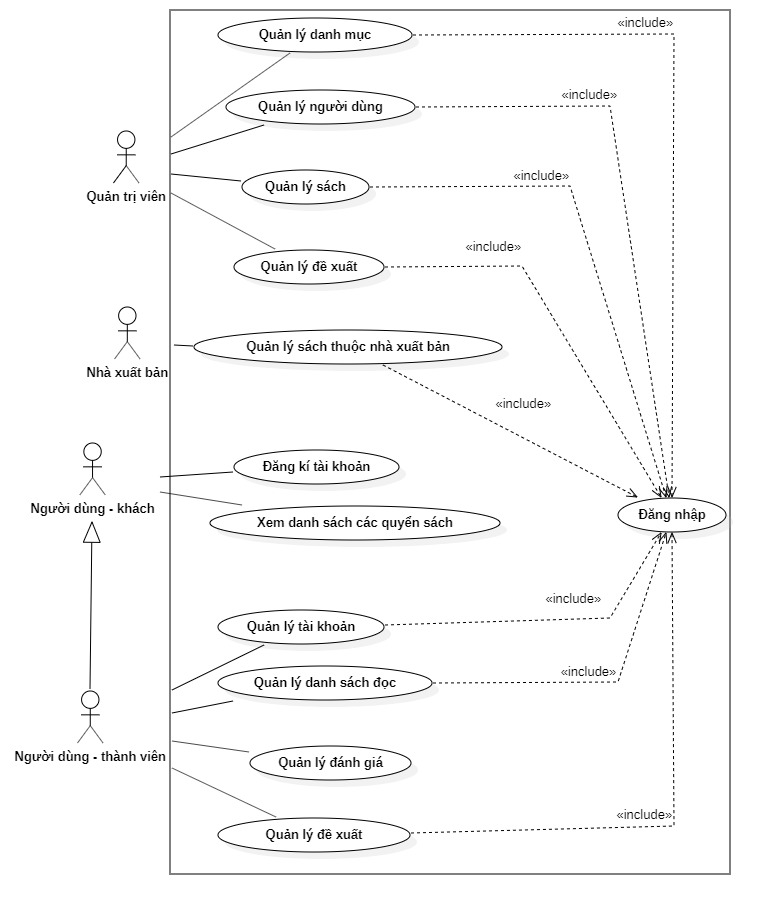 «include»
Quản lý danh mục
«include»
Quản lý người dùng
«include»
Quản lý sách
Quản trị viên
«include»
Quản lý đề xuất
Quản lý sách thuộc nhà xuất bản
Nhà xuất bản
«include»
Đăng kí tài khoản
Người dùng - khách
Đăng nhập
Xem danh sách các quyển sách
«include»
Quản lý tài khoản
«include»
Quản lý danh sách đọc
Người dùng - thành viên
Quản lý đánh giá
«include»
Quản lý đề xuất